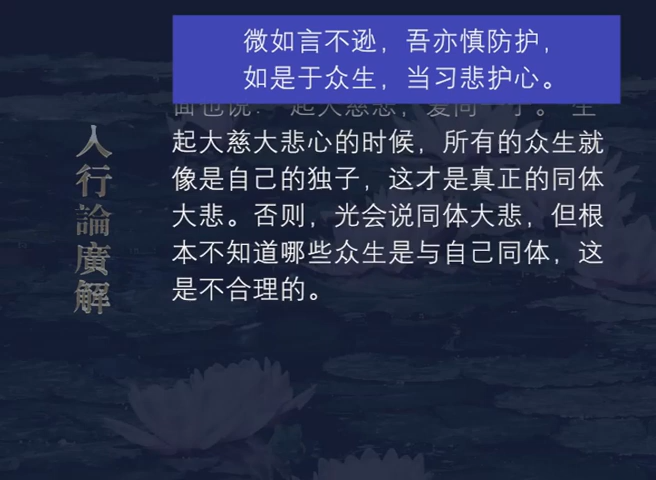 微如言不逊，吾亦慎防护，
如是于众生，当习悲护心。
起大慈大悲心的时候，所有的众生就
像是自己的独子，这才是真正的同体
大悲。否则，光会说同体大悲，但根
本不知道哪些众生是与自己同体，这
是不合理的。
入行論廣解